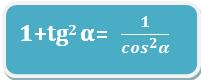 1+tg² α= 1/cos²α